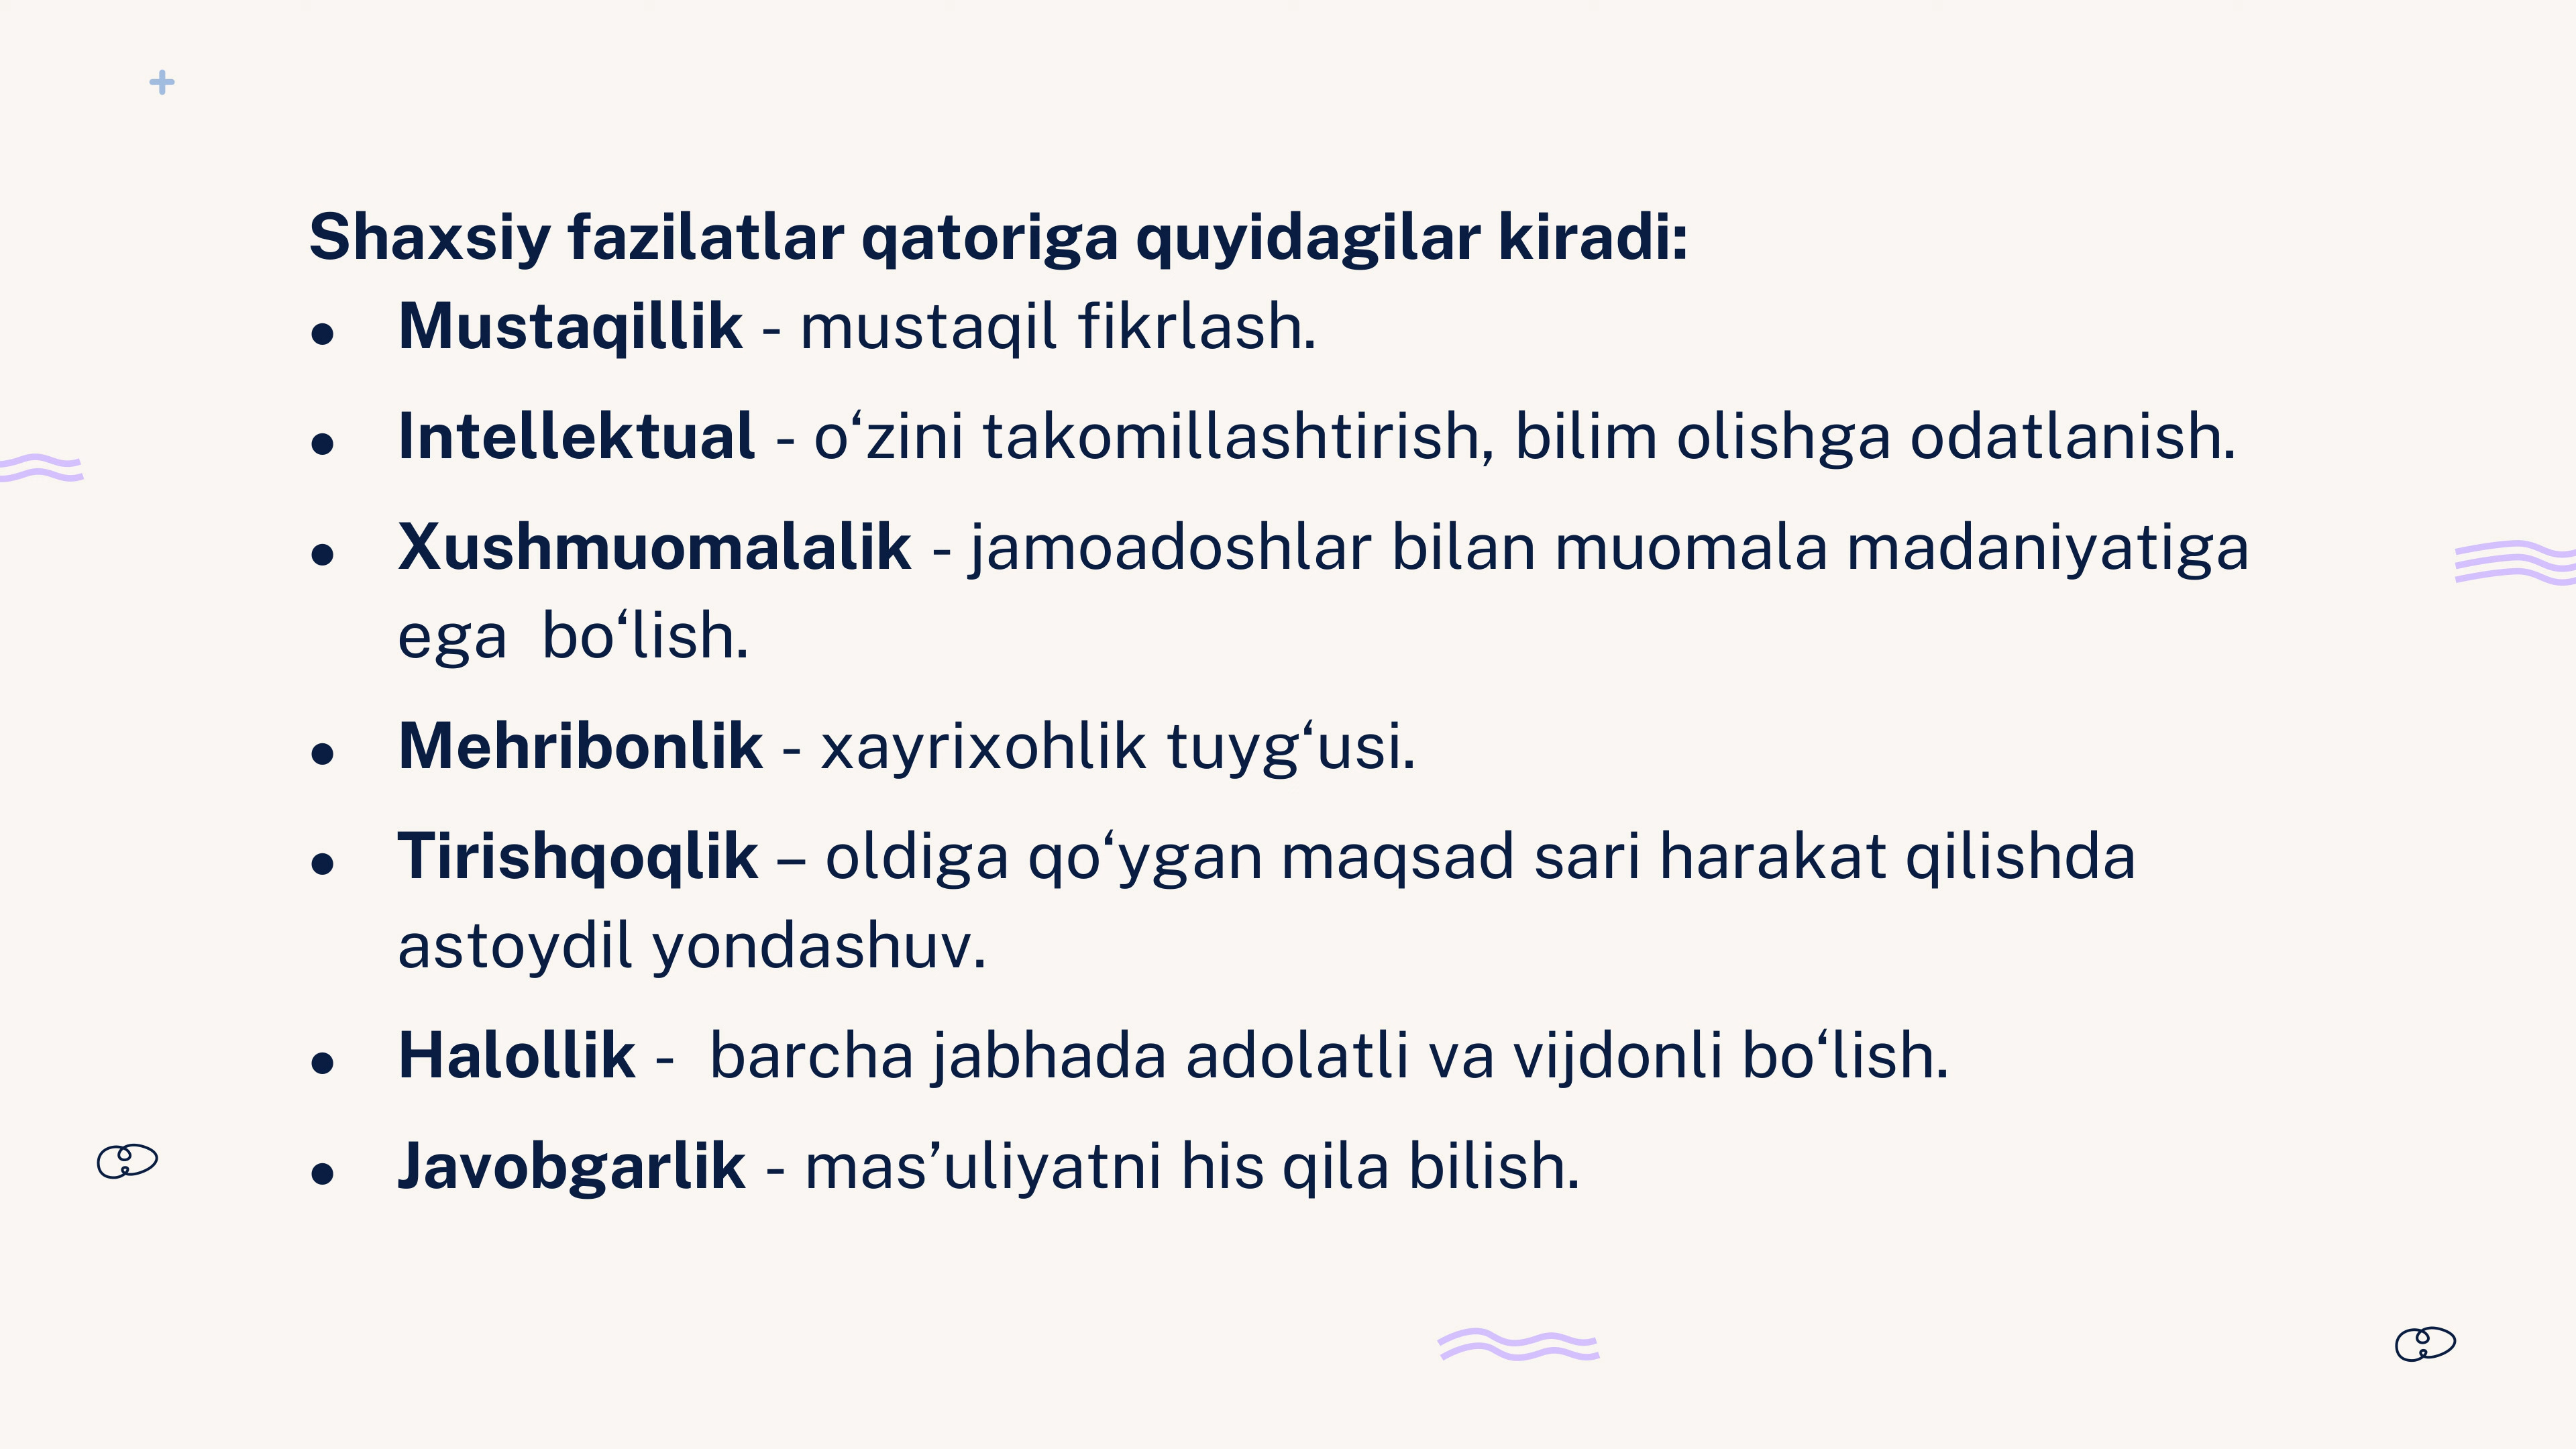 Shaxsiy fazilatlar qatoriga quyidagilar kiradi:
● Mustaqillik - mustaqil fikrlash.
● Intellektual - o‘zini takomillashtirish, bilim olishga odatlanish.
● Xushmuomalalik - jamoadoshlar bilan muomala madaniyatiga
ega  bo‘lish.
● Mehribonlik - xayrixohlik tuyg‘usi.
● Tirishqoqlik – oldiga qo‘ygan maqsad sari harakat qilishda
astoydil yondashuv.
● Halollik -  barcha jabhada adolatli va vijdonli bo‘lish.
● Javobgarlik - mas’uliyatni his qila bilish.